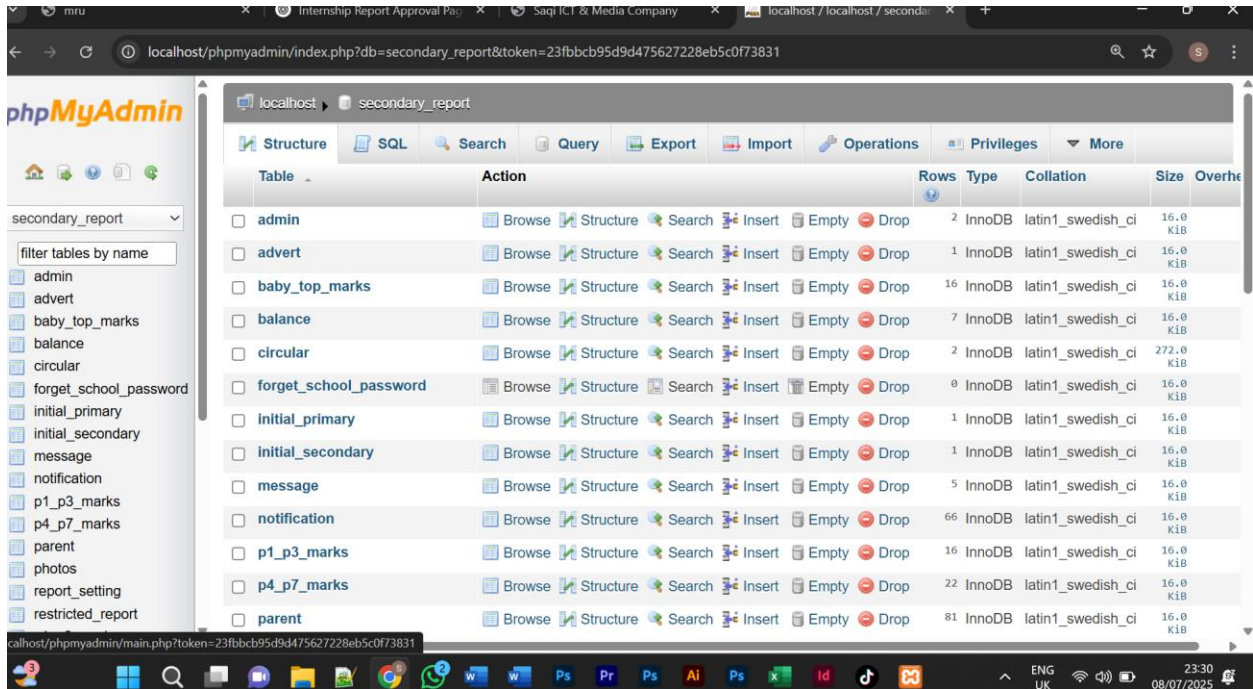 mru
Internship Report Approval Pag
Saqi ICT & Media Company
localhost / localhost / secondar
localhost/phpmyadmin/index.php?db=secondary_report&token=23fbbcb95d9d475627228eb5c0f73831
S
phpMyAdmin
secondary_report
filter tables by name
admin
advert
baby_top_marks
balance
circular
forget_school_password
initial_primary
initial_secondary
message
notification
p1_p3_marks
p4_p7_marks
parent
photos
report_setting
restricted_report
localhost secondary_report
Structure SQL Search Query Export Import Operations Privileges More
Table Action Rows Type Collation Size Overhe
admin Browse Structure Search Insert Empty Drop 2 InnoDB latin1_swedish_ci 16.0 KiB
advert Browse Structure Search Insert Empty Drop 1 InnoDB latin1_swedish_ci 16.0 KiB
baby_top_marks Browse Structure Search Insert Empty Drop 16 InnoDB latin1_swedish_ci 16.0 KiB
balance Browse Structure Search Insert Empty Drop 7 InnoDB latin1_swedish_ci 16.0 KiB
circular Browse Structure Search Insert Empty Drop 2 InnoDB latin1_swedish_ci 272.0 KiB
forget_school_password Browse Structure Search Insert Empty Drop 0 InnoDB latin1_swedish_ci 16.0 KiB
initial_primary Browse Structure Search Insert Empty Drop 1 InnoDB latin1_swedish_ci 16.0 KiB
initial_secondary Browse Structure Search Insert Empty Drop 1 InnoDB latin1_swedish_ci 16.0 KiB
message Browse Structure Search Insert Empty Drop 5 InnoDB latin1_swedish_ci 16.0 KiB
notification Browse Structure Search Insert Empty Drop 66 InnoDB latin1_swedish_ci 16.0 KiB
p1_p3_marks Browse Structure Search Insert Empty Drop 16 InnoDB latin1_swedish_ci 16.0 KiB
p4_p7_marks Browse Structure Search Insert Empty Drop 22 InnoDB latin1_swedish_ci 16.0 KiB
parent Browse Structure Search Insert Empty Drop 81 InnoDB latin1_swedish_ci 16.0 KiB
calhost/phpmyadmin/main.php?token=23fbbcb95d9d475627228eb5c0f73831
3 2 W W Ps Pr Ps Ai Ps Id
ENG
UK
23:30
08/07/2025